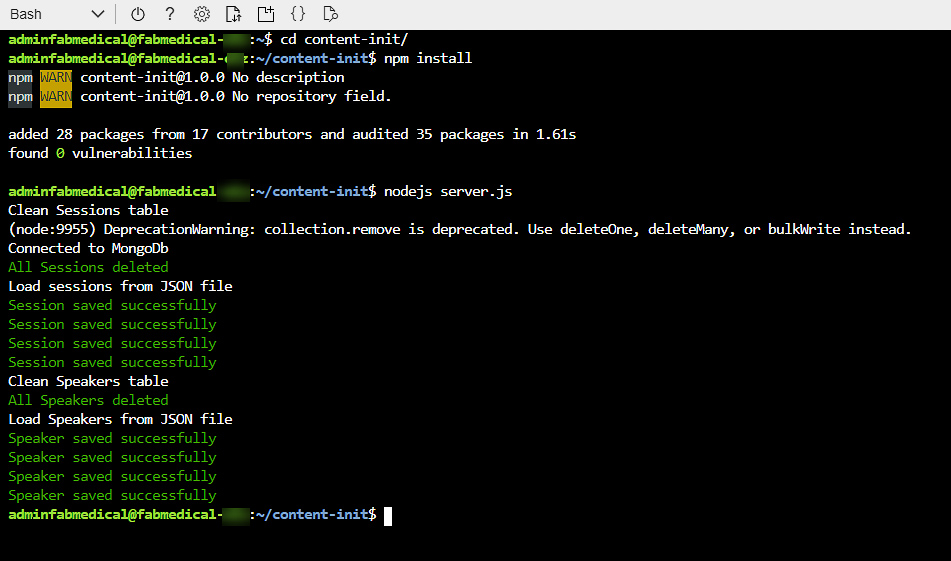 Bash
adminfabmedical@fabmedical-:~$ cd content-init/
adminfabmedical@fabmedical-:~/content-init$ npm install
npm WARN content-init@1.0.0 No description
npm WARN content-init@1.0.0 No repository field.
added 28 packages from 17 contributors and audited 35 packages in 1.61s
found 0 vulnerabilities
adminfabmedical@fabmedical:~/content-init$ nodejs server.js
Clean Sessions table
(node:9955) DeprecationWarning: collection.remove is deprecated. Use deleteOne, deleteMany, or bulkWrite instead.
Connected to MongoDb
All Sessions deleted
Load sessions from JSON file
Session saved successfully
Session saved successfully
Session saved successfully
Session saved successfully
Clean Speakers table
All Speakers deleted
Load Speakers from JSON file
Speaker saved successfully
Speaker saved successfully
Speaker saved successfully
Speaker saved successfully
adminfabmedical@fabmedical-:~/content-init$